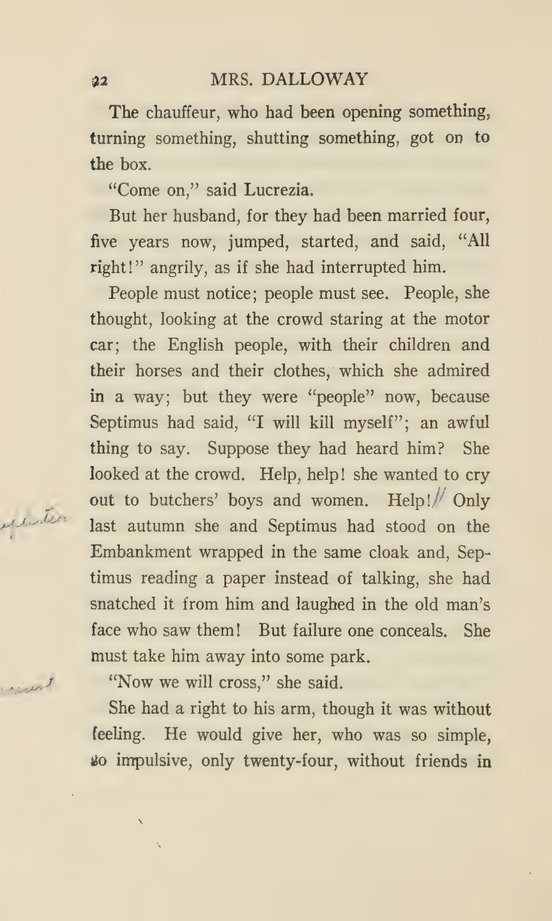 22 MRS. DALLOWAY
The chauffeur, who had been opening something,
turning something, shutting something, got on to
the box.
"Come on," said Lucrezia.
But her husband, for they had been married four,
five years now, jumped, started, and said, "All
right!" angrily, as if she had interrupted him.
People must notice; people must see. People, she
thought, looking at the crowd staring at the motor
car; the English people, with their children and
their horses and their clothes, which she admired
in a way; but they were "people" now, because
Septimus had said, "I will kill myself"; an awful
thing to say. Suppose they had heard him? She
looked at the crowd. Help, help! she wanted to cry
out to butchers' boys and women. Help!// Only
last autumn she and Septimus had stood on the
Embankment wrapped in the same cloak and, Sep-
timus reading a paper instead of talking, she had
snatched it from him and laughed in the old man's
face who saw them! But failure one conceals. She
must take him away into some park.
"Now we will cross," she said.
She had a right to his arm, though it was without
feeling. He would give her, who was so simple,
so impulsive, only twenty-four, without friends in